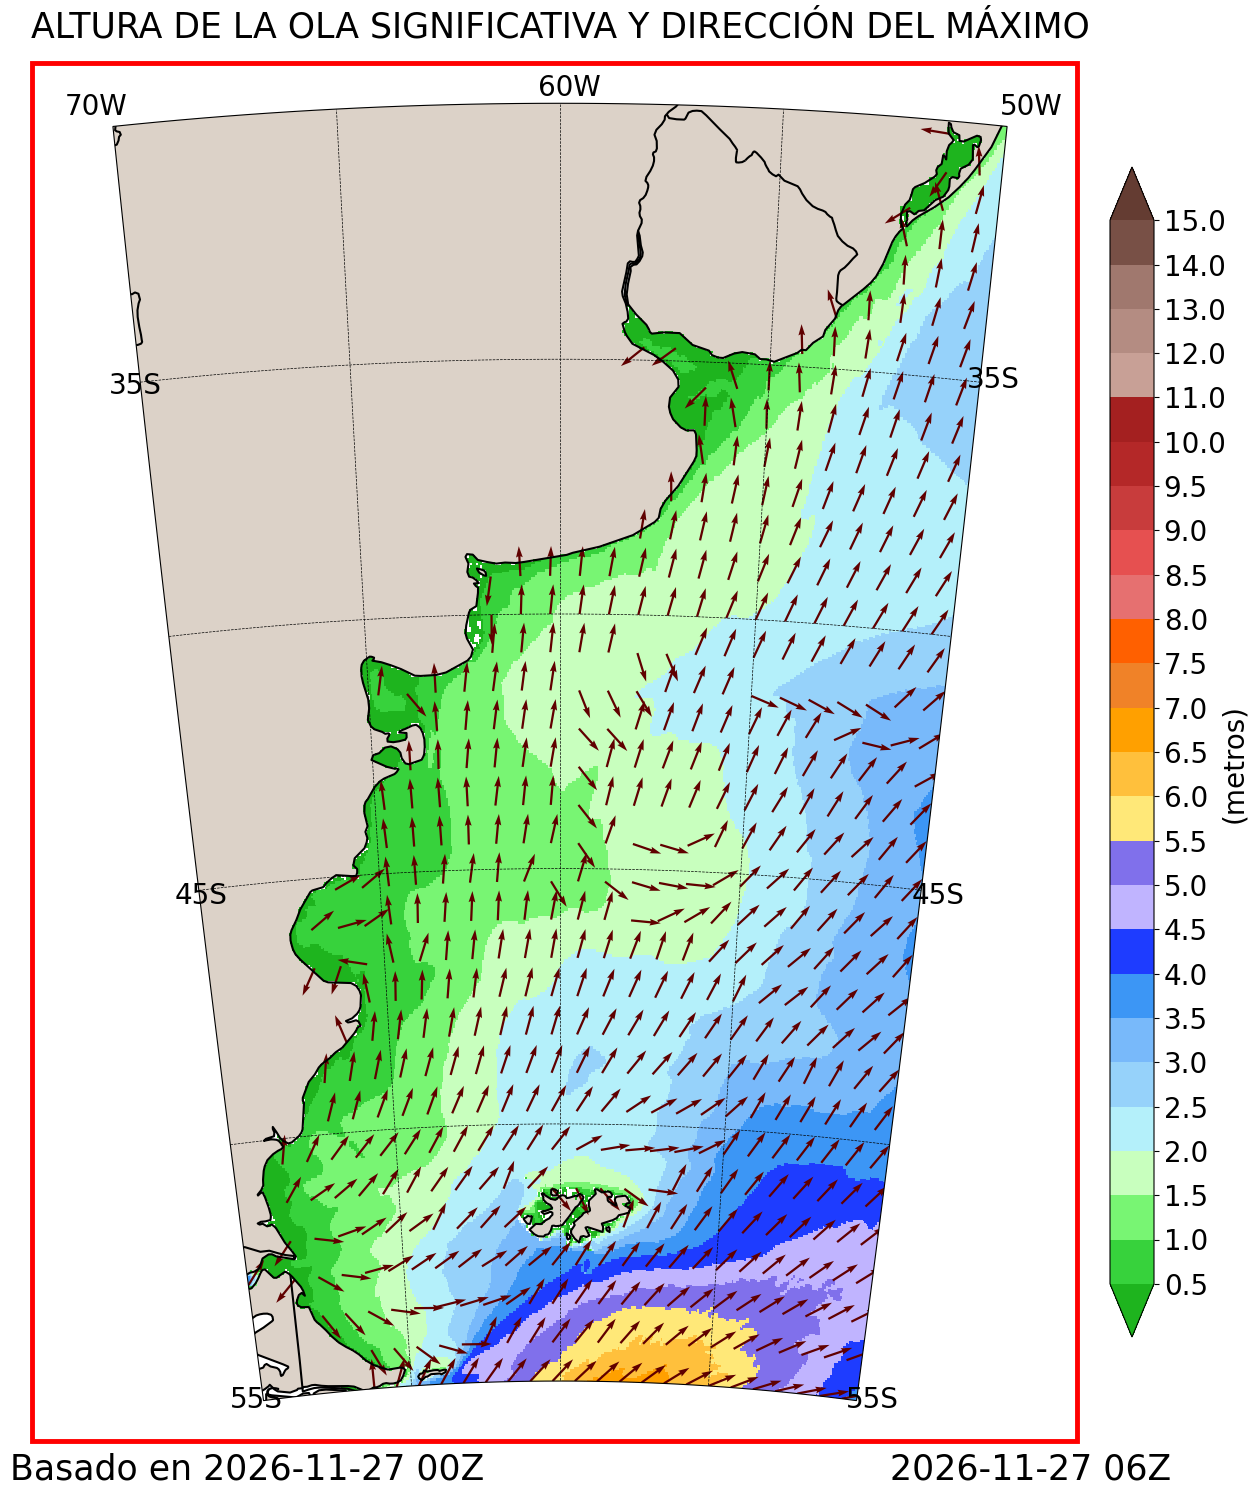 ALTURA DE LA OLA SIGNIFICATIVA Y DIRECCIÓN DEL MÁXIMO
70W
60W
50W
35S
35S
45S
45S
55S
55S
15.0
14.0
13.0
12.0
11.0
10.0
9.5
9.0
8.5
8.0
7.5
7.0
6.5
6.0
5.5
5.0
4.5
4.0
3.5
3.0
2.5
2.0
1.5
1.0
0.5
(metros)
Basado en 2026-11-27 00Z
2026-11-27 06Z